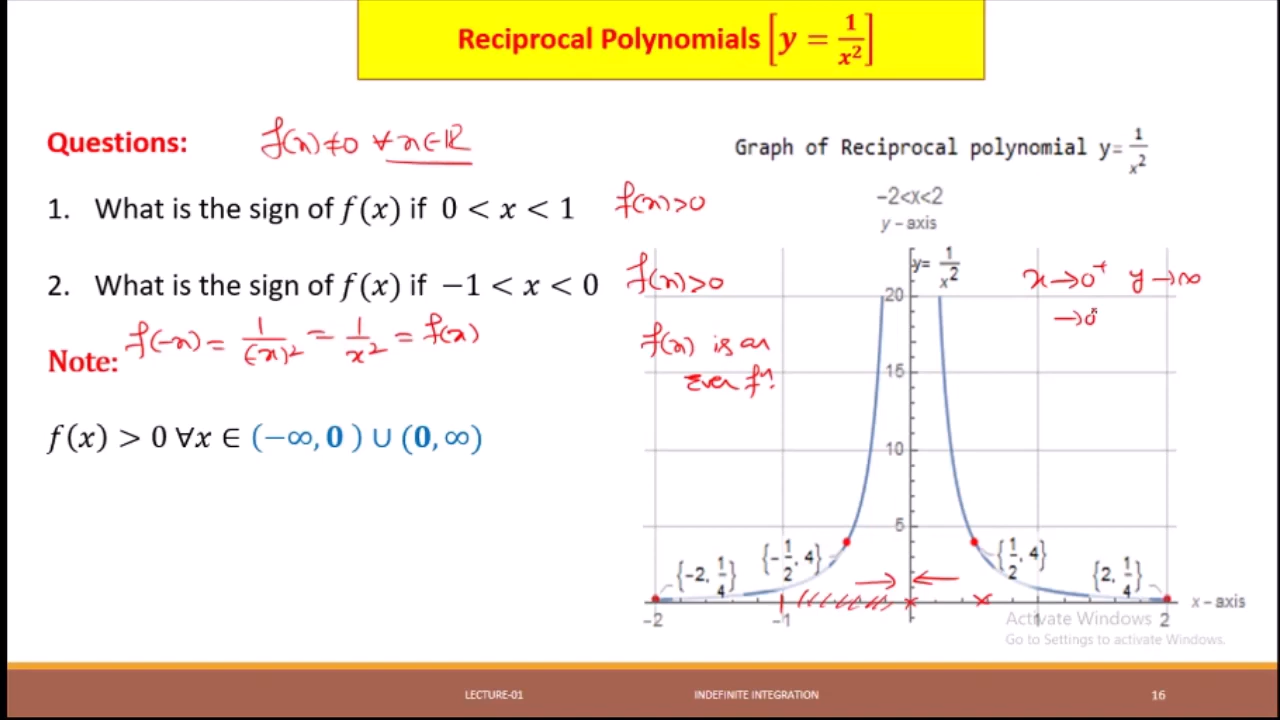 Reciprocal Polynomials [y = 1/x²]
Questions: f(x)≠0 ∀ x∈ℝ
1. What is the sign of f(x) if 0 < x < 1 f(x)>0
2. What is the sign of f(x) if −1 < x < 0 f(x)>0
f(-x) = 1/(-x)² = 1/x² = f(x)
Note:
f(x) is an
even fⁿ.
f(x) > 0 ∀x ∈ (−∞, 0 ) ∪ (0, ∞)
Graph of Reciprocal polynomial y= 1/x²
-2<x<2
y-axis
y= 1/x²
x→0⁺ y→∞
→0
20
15
10
5
{-2, 1/4} {-1/2, 4} {1/2, 4} {2, 1/4}
x-axis
-2 -1 1 2
Activate Windows
Go to Settings to activate Windows.
LECTURE-01 INDEFINITE INTEGRATION 16